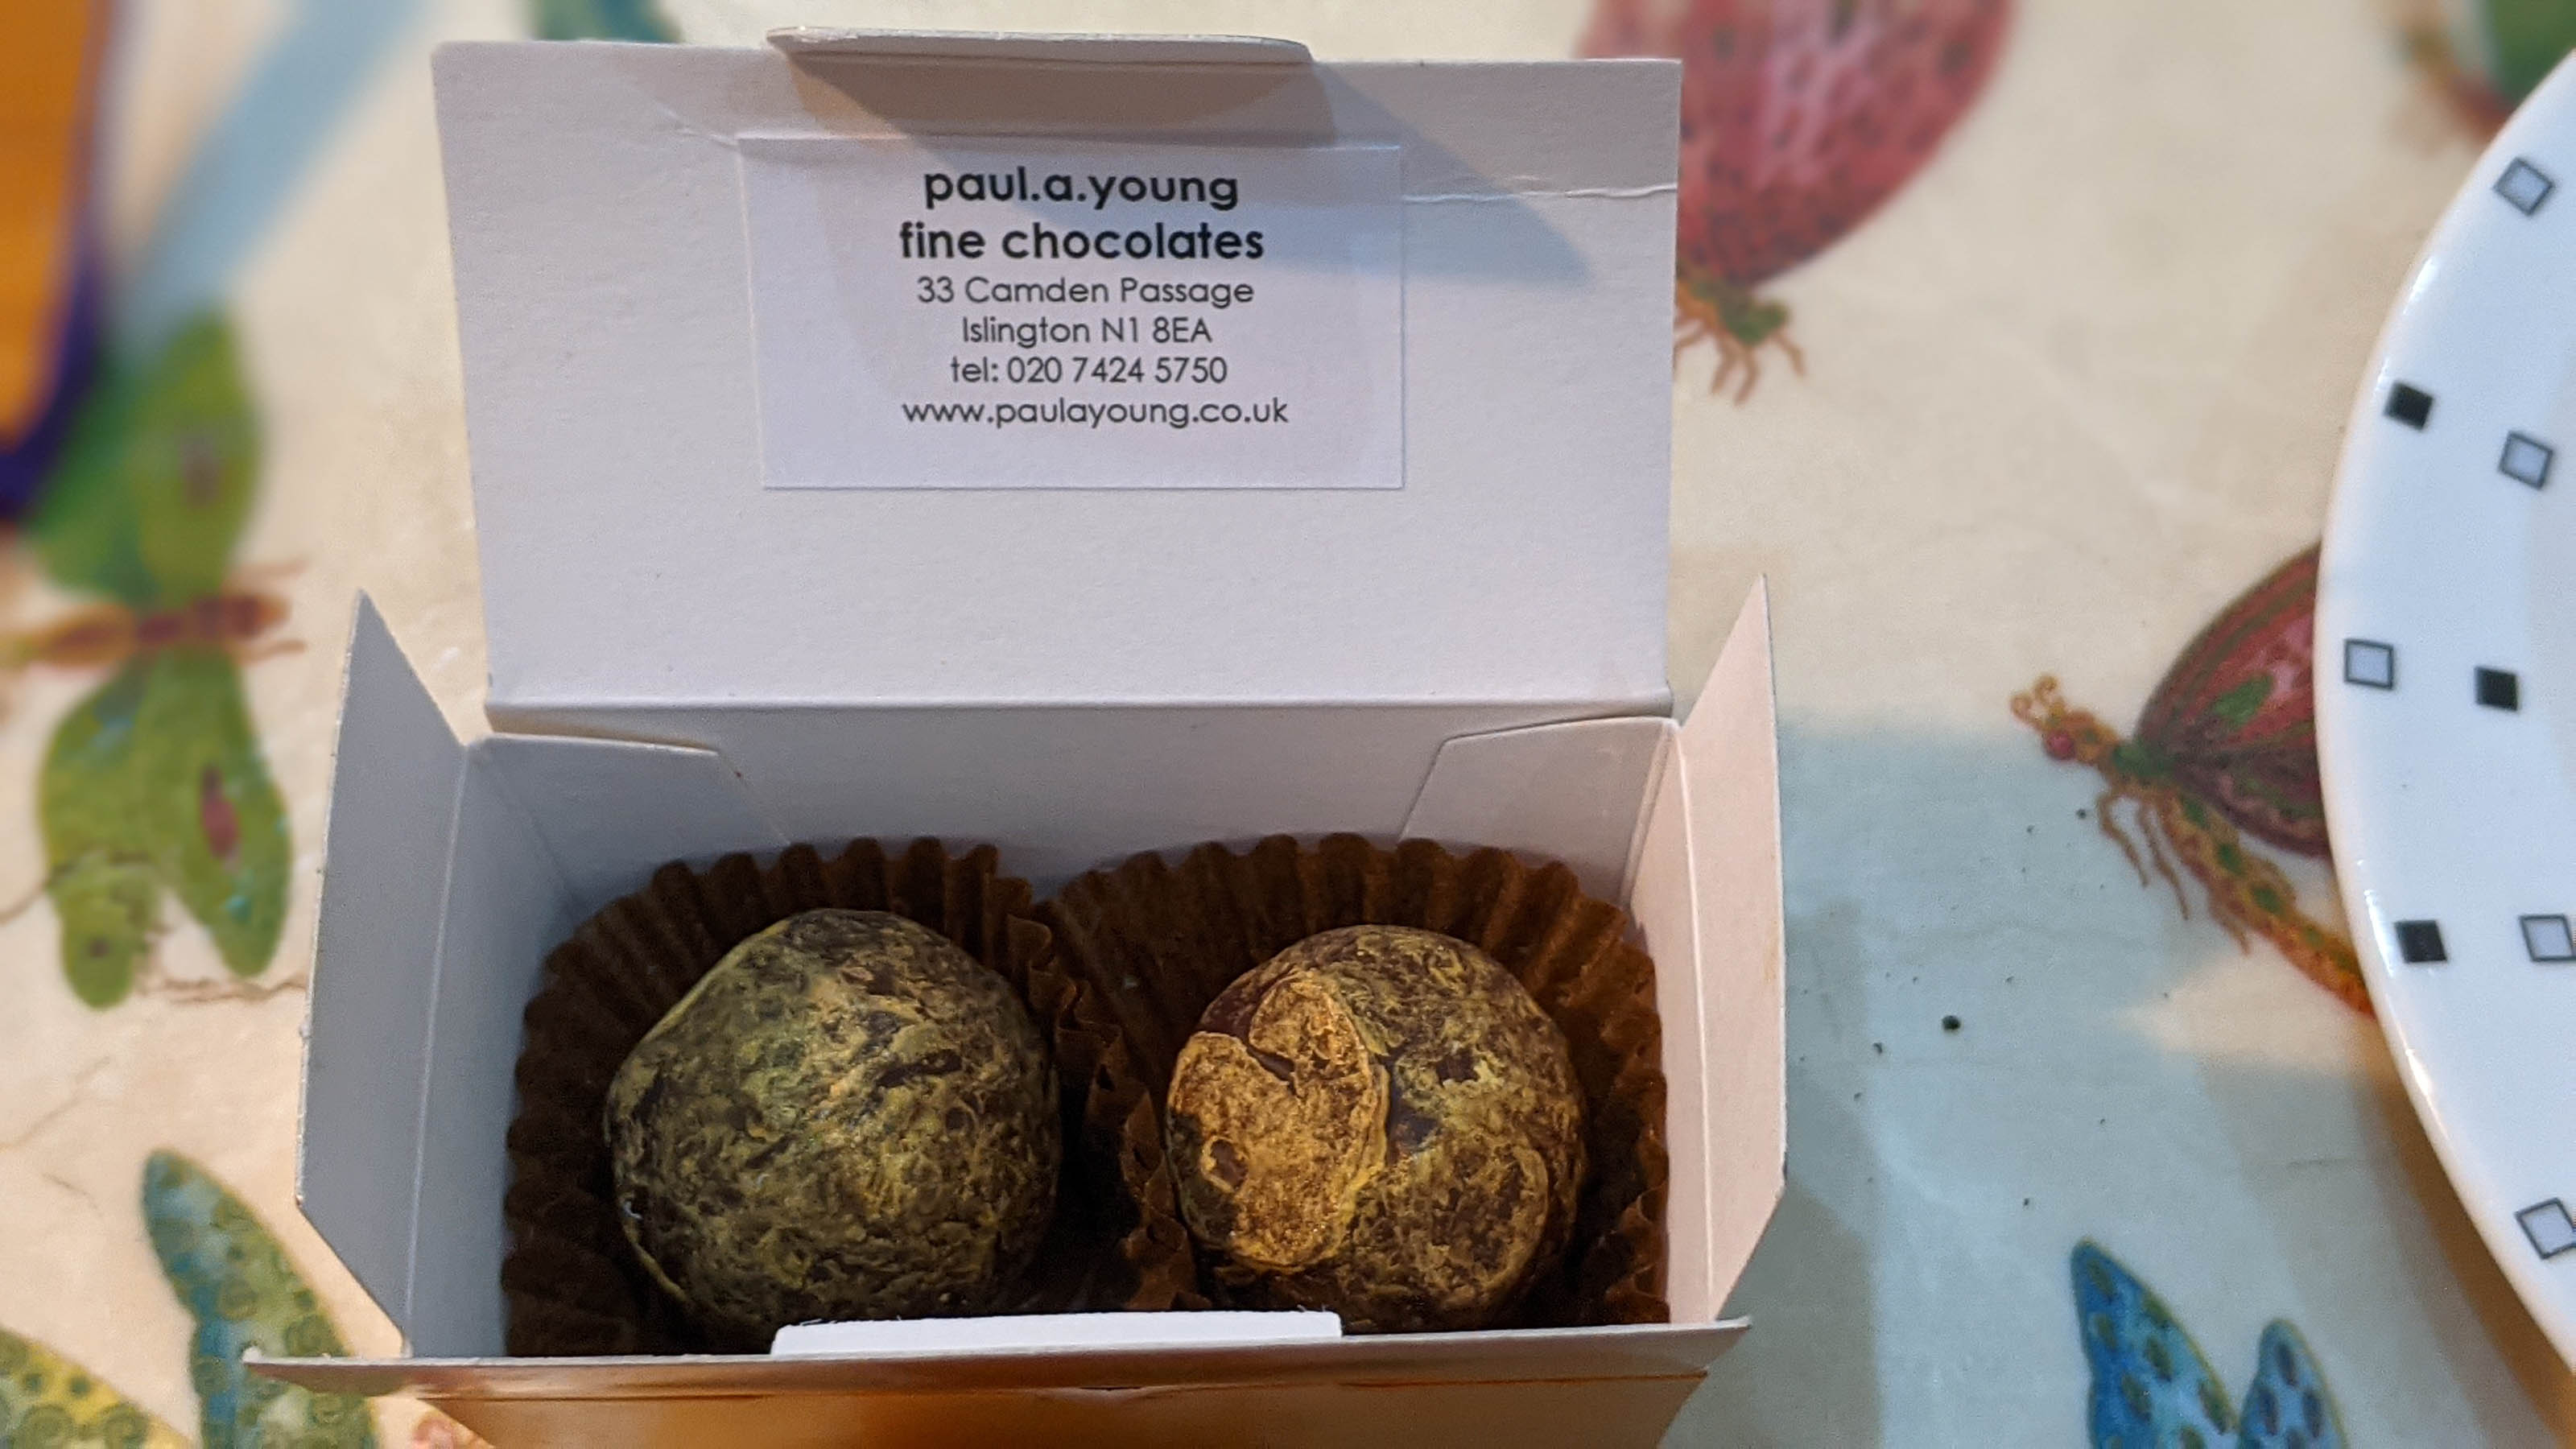 paul.a.young
fine chocolates
33 Camden Passage
Islington N1 8EA
tel: 020 7424 5750
www.paulayoung.co.uk